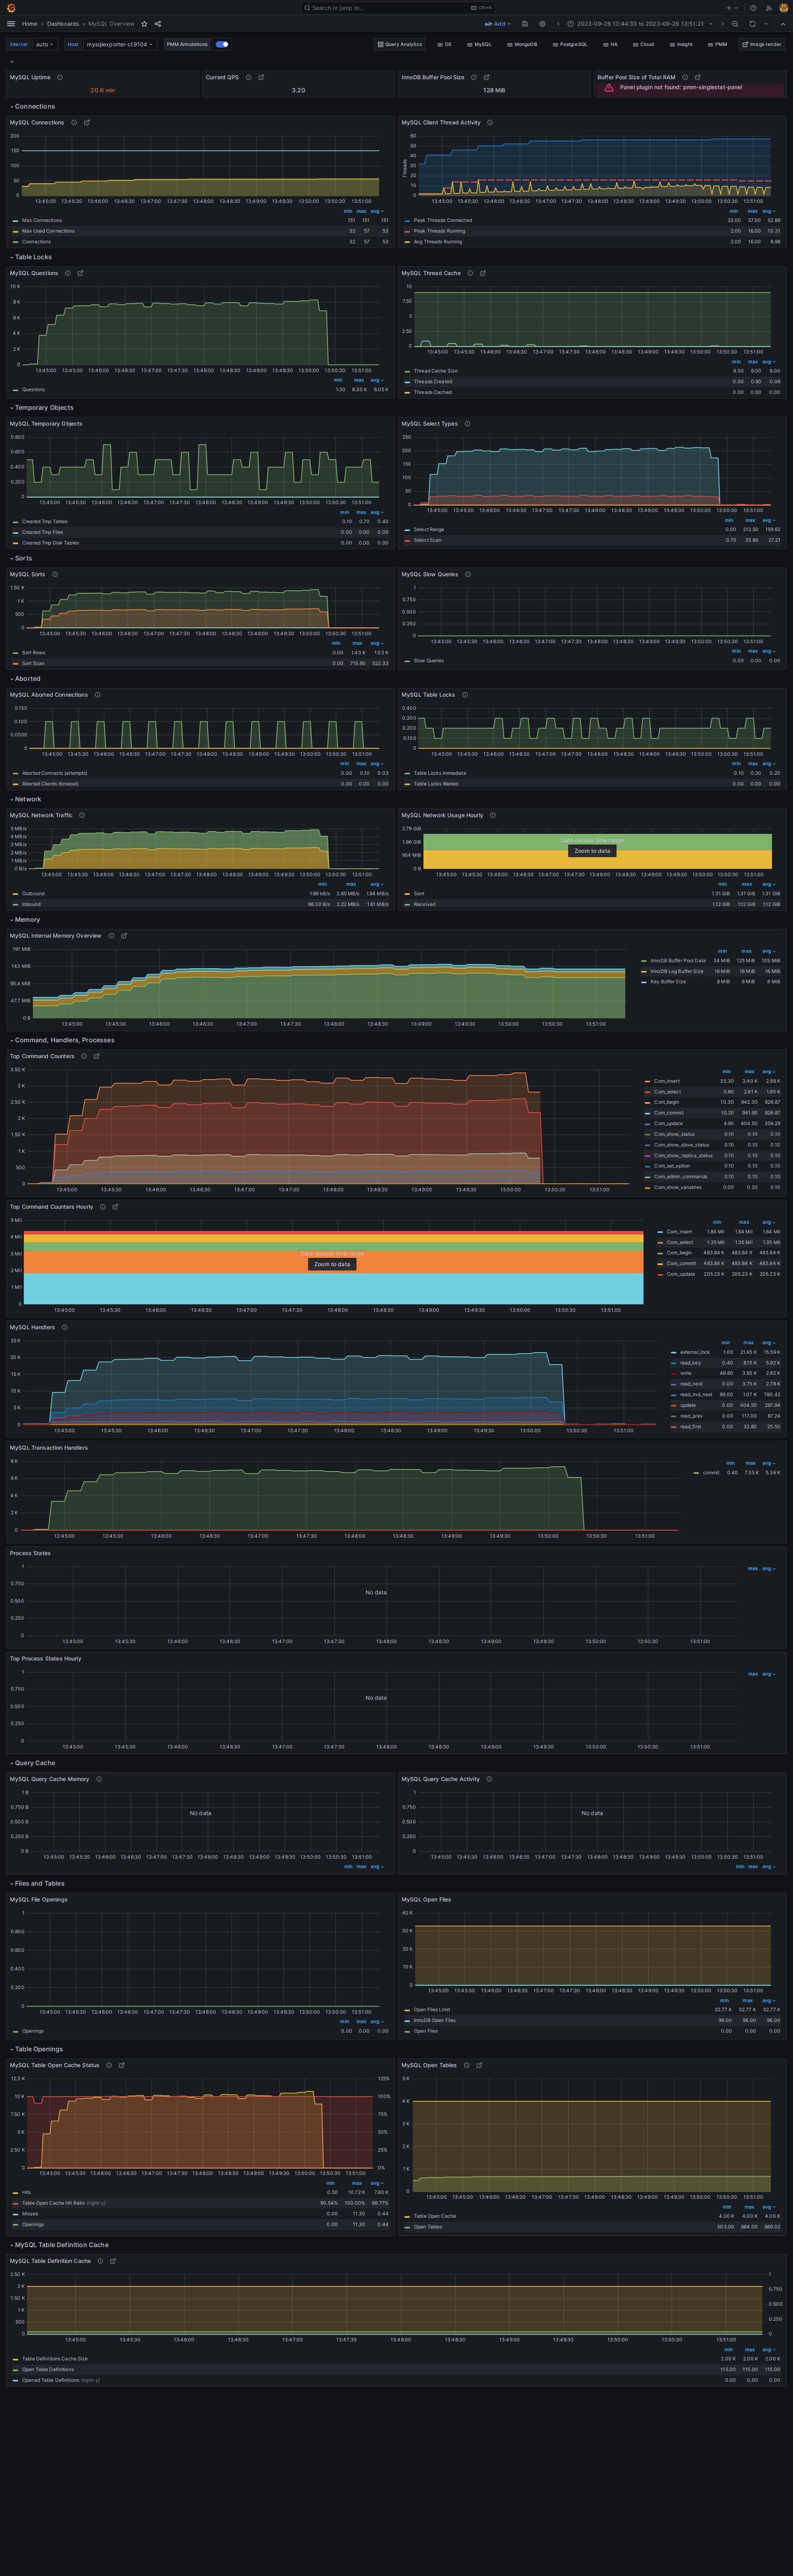 Search or jump to...
ctrl+k
Home › Dashboards › MySQL Overview
Add
2023-09-26 13:44:33 to 2023-09-26 13:51:21
Interval auto Host mysqlexporter-cl:9104 PMM Annotations
Query Analytics OS MySQL MongoDB PostgreSQL HA Cloud Insight PMM Image render
MySQL Uptime
20.6 min
Current QPS
3.20
InnoDB Buffer Pool Size
128 MiB
Buffer Pool Size of Total RAM
Panel plugin not found: pmm-singlestat-panel
Connections
MySQL Connections
min max avg
Max Connections 151 151 151
Max Used Connections 32 57 53
Connections 32 57 53
MySQL Client Thread Activity
Threads
min max avg
Peak Threads Connected 32.00 57.00 52.88
Peak Threads Running 2.00 16.00 13.31
Avg Threads Running 2.00 16.00 6.98
Table Locks
MySQL Questions
min max avg
Questions 1.30 8.30 K 6.05 K
MySQL Thread Cache
min max avg
Thread Cache Size 9.00 9.00 9.00
Threads Created 0.00 0.90 0.08
Threads Cached 0.00 0.00 0.00
Temporary Objects
MySQL Temporary Objects
min max avg
Created Tmp Tables 0.10 0.70 0.40
Created Tmp Files 0.00 0.00 0.00
Created Tmp Disk Tables 0.00 0.00 0.00
MySQL Select Types
min max avg
Select Range 0.00 212.50 159.62
Select Scan 0.70 35.80 27.21
Sorts
MySQL Sorts
min max avg
Sort Rows 0.00 1.43 K 1.03 K
Sort Scan 0.00 715.90 522.33
MySQL Slow Queries
min max avg
Slow Queries 0.00 0.00 0.00
Aborted
MySQL Aborted Connections
min max avg
Aborted Connects (attempts) 0.00 0.10 0.03
Aborted Clients (timeout) 0.00 0.00 0.00
MySQL Table Locks
min max avg
Table Locks Immediate 0.10 0.30 0.20
Table Locks Waited 0.00 0.00 0.00
Network
MySQL Network Traffic
min max avg
Outbound 1.99 kB/s 2.65 MB/s 1.94 MB/s
Inbound 86.30 B/s 2.22 MB/s 1.61 MB/s
MySQL Network Usage Hourly
Data outside time range
Zoom to data
min max avg
Sent 1.31 GiB 1.31 GiB 1.31 GiB
Received 1.12 GiB 1.12 GiB 1.12 GiB
Memory
MySQL Internal Memory Overview
min max avg
InnoDB Buffer Pool Data 34 MiB 125 MiB 105 MiB
InnoDB Log Buffer Size 16 MiB 16 MiB 16 MiB
Key Buffer Size 8 MiB 8 MiB 8 MiB
Command, Handlers, Processes
Top Command Counters
min max avg
Com_insert 35.30 3.40 K 2.98 K
Com_select 0.60 2.61 K 1.90 K
Com_begin 10.30 942.30 826.87
Com_commit 10.20 941.90 826.87
Com_update 4.90 404.50 359.28
Com_show_status 0.10 0.10 0.10
Com_show_slave_status 0.10 0.10 0.10
Com_show_replica_status 0.10 0.10 0.10
Com_set_option 0.10 0.10 0.10
Com_admin_commands 0.10 0.10 0.10
Com_show_variables 0.00 0.20 0.10
Top Command Counters Hourly
Data outside time range
Zoom to data
min max avg
Com_insert 1.84 Mil 1.84 Mil 1.84 Mil
Com_select 1.35 Mil 1.35 Mil 1.35 Mil
Com_begin 483.84 K 483.84 K 483.84 K
Com_commit 483.84 K 483.84 K 483.84 K
Com_update 205.23 K 205.23 K 205.23 K
MySQL Handlers
min max avg
external_lock 1.00 21.45 K 15.59 K
read_key 0.40 8.15 K 5.92 K
write 49.60 3.85 K 2.82 K
read_next 0.00 3.75 K 2.78 K
read_rnd_next 99.00 1.07 K 780.42
update 0.00 404.50 297.94
read_prev 0.00 117.00 87.24
read_first 0.00 32.80 25.50
MySQL Transaction Handlers
min max avg
commit 0.40 7.35 K 5.36 K
Process States
No data
max avg
Top Process States Hourly
No data
max avg
Query Cache
MySQL Query Cache Memory
No data
min max avg
MySQL Query Cache Activity
No data
min max avg
Files and Tables
MySQL File Openings
min max avg
Openings 0.00 0.00 0.00
MySQL Open Files
min max avg
Open Files Limit 32.77 K 32.77 K 32.77 K
InnoDB Open Files 96.00 96.00 96.00
Open Files 0.00 0.00 0.00
Table Openings
MySQL Table Open Cache Status
min max avg
Hits 0.50 10.72 K 7.80 K
Table Open Cache Hit Ratio (right-y) 90.54% 100.00% 99.77%
Misses 0.00 11.30 0.44
Openings 0.00 11.30 0.44
MySQL Open Tables
min max avg
Table Open Cache 4.00 K 4.00 K 4.00 K
Open Tables 503.00 684.00 669.02
MySQL Table Definition Cache
MySQL Table Definition Cache
min max avg
Table Definitions Cache Size 2.00 K 2.00 K 2.00 K
Open Table Definitions 115.00 115.00 115.00
Opened Table Definitions (right-y) 0.00 0.00 0.00